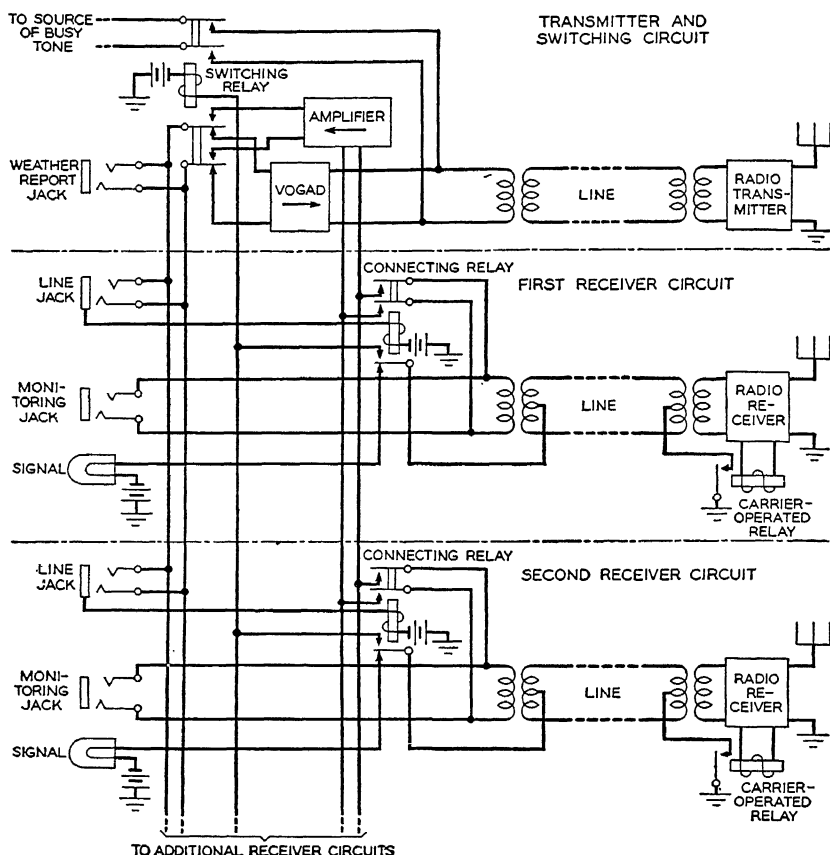 TO SOURCE
OF BUSY
TONE
TRANSMITTER AND
SWITCHING CIRCUIT
SWITCHING
RELAY
AMPLIFIER
WEATHER
REPORT
JACK
VOGAD
LINE
RADIO
TRANS-
MITTER
LINE
JACK
CONNECTING RELAY
FIRST RECEIVER CIRCUIT
MONI-
TORING
JACK
LINE
RADIO
RE-
CEIVER
SIGNAL
CARRIER-
OPERATED
RELAY
LINE
JACK
CONNECTING RELAY
SECOND RECEIVER CIRCUIT
MONI-
TORING
JACK
LINE
RADIO
RE-
CEIVER
SIGNAL
CARRIER-
OPERATED
RELAY
TO ADDITIONAL RECEIVER CIRCUITS